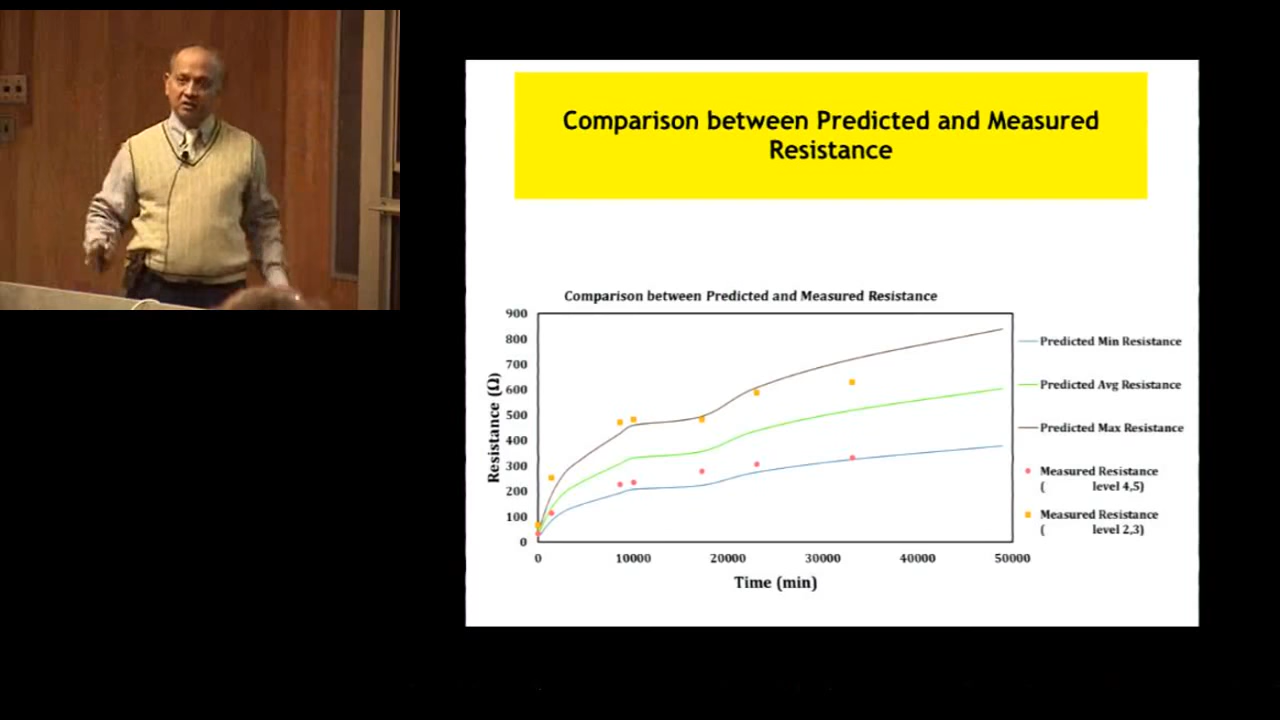 Comparison between Predicted and Measured
Resistance
Comparison between Predicted and Measured Resistance
900
800
700
600
500
400
300
200
100
0
Resistance (Ω)
0 10000 20000 30000 40000 50000
Time (min)
Predicted Min Resistance
Predicted Avg Resistance
Predicted Max Resistance
Measured Resistance
( level 4,5)
Measured Resistance
( level 2,3)